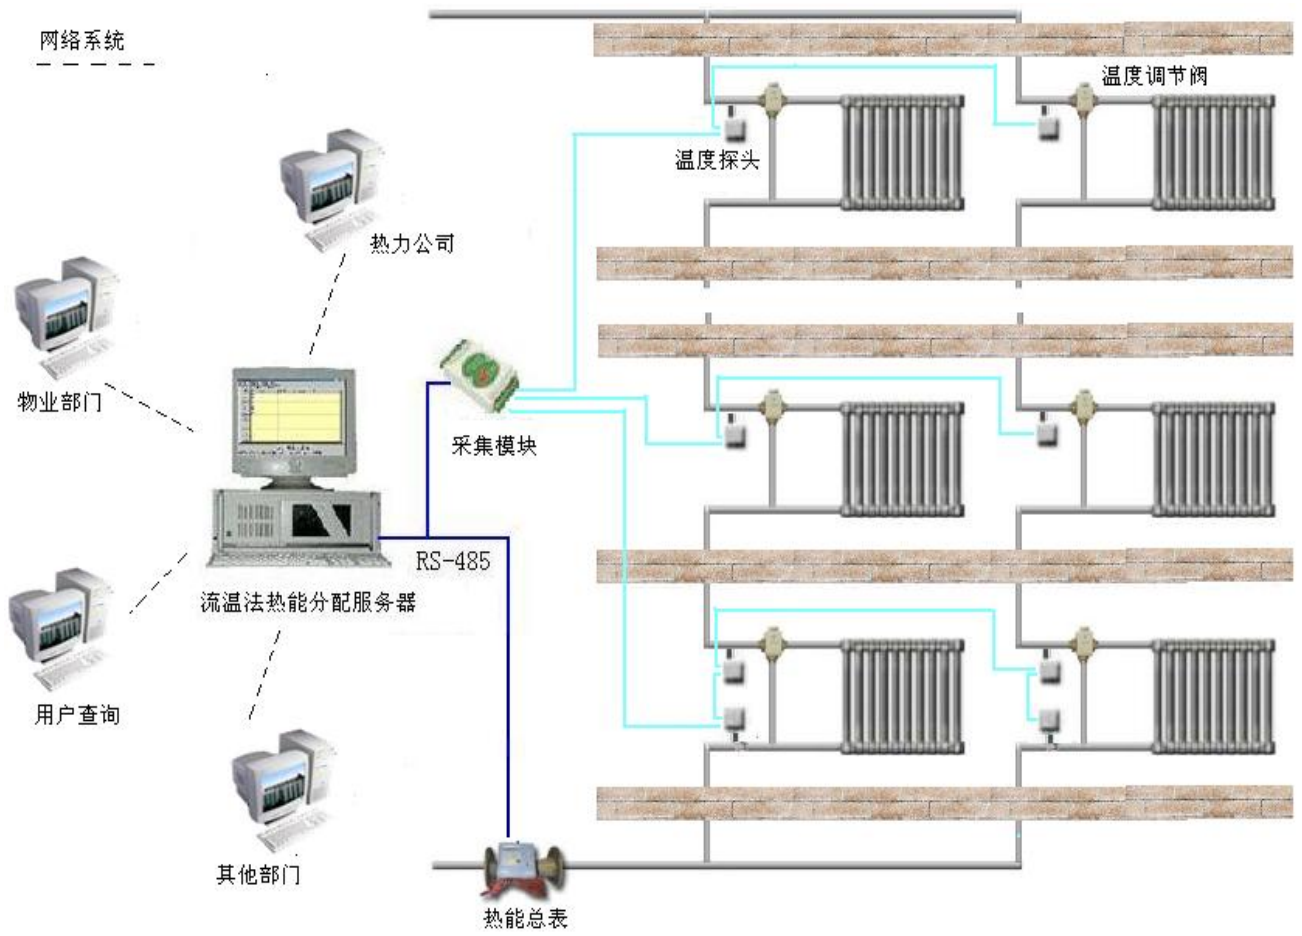 网络系统
温度调节阀
温度探头
热力公司
物业部门
采集模块
RS-485
流温法热能分配服务器
用户查询
其他部门
热能总表